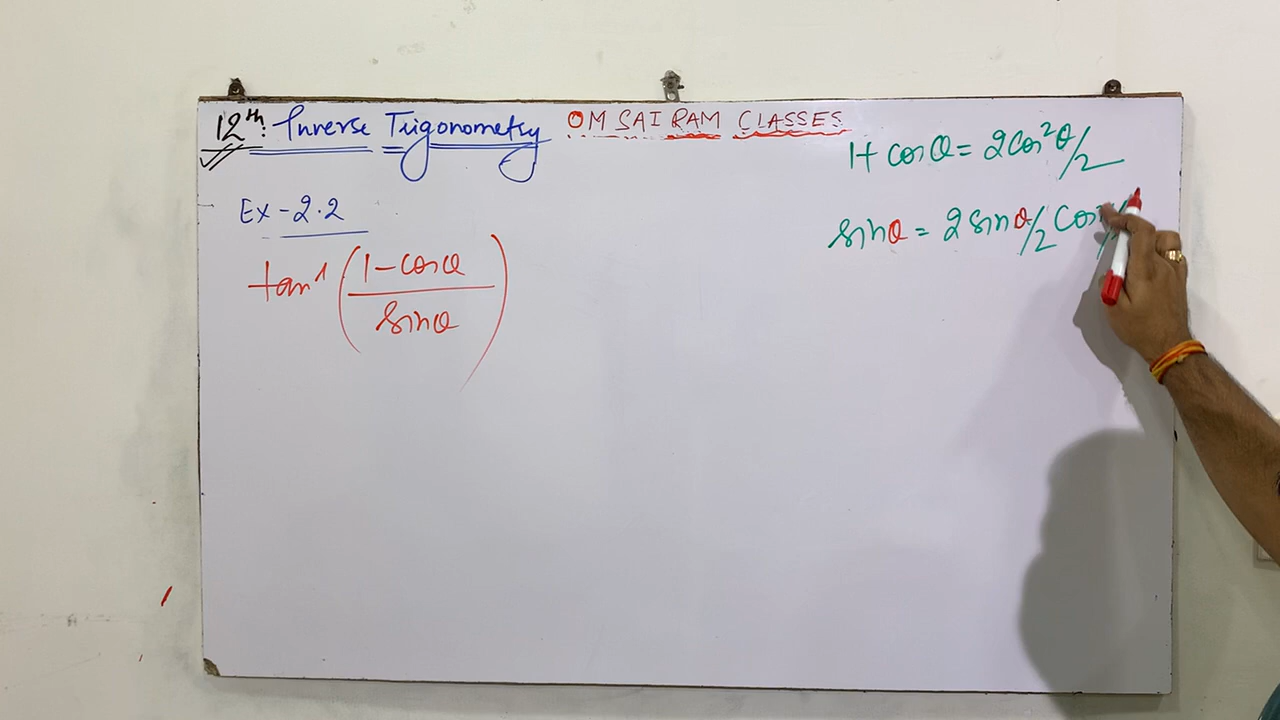 12th: Inverse Trigonometry OM SAI RAM CLASSES
1+ cosθ = 2cos²θ/2
Ex - 2.2
sinθ = 2 sinθ/2 cos
tan⁻¹ (1-cosθ / sinθ)